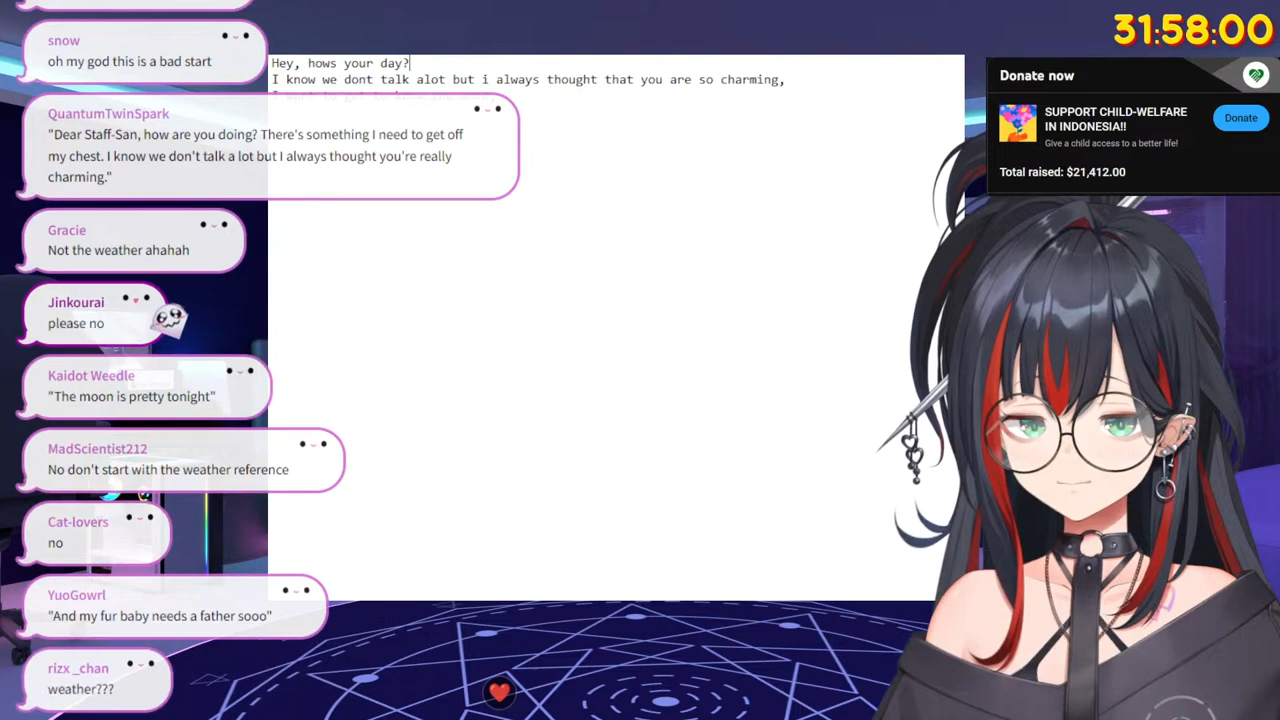 snow
oh my god this is a bad start
QuantumTwinSpark
"Dear Staff-San, how are you doing? There's something I need to get off
my chest. I know we don't talk a lot but I always thought you're really
charming."
Gracie
Not the weather ahahah
Jinkourai
please no
Kaidot Weedle
"The moon is pretty tonight"
MadScientist212
No don't start with the weather reference
Cat-lovers
no
YuoGowrl
"And my fur baby needs a father sooo"
rizx_chan
weather???
Hey, hows your day?
I know we dont talk alot but i always thought that you are so charming,
31:58:00
Donate now
SUPPORT CHILD-WELFARE
IN INDONESIA!!
Give a child access to a better life!
Donate
Total raised: $21,412.00